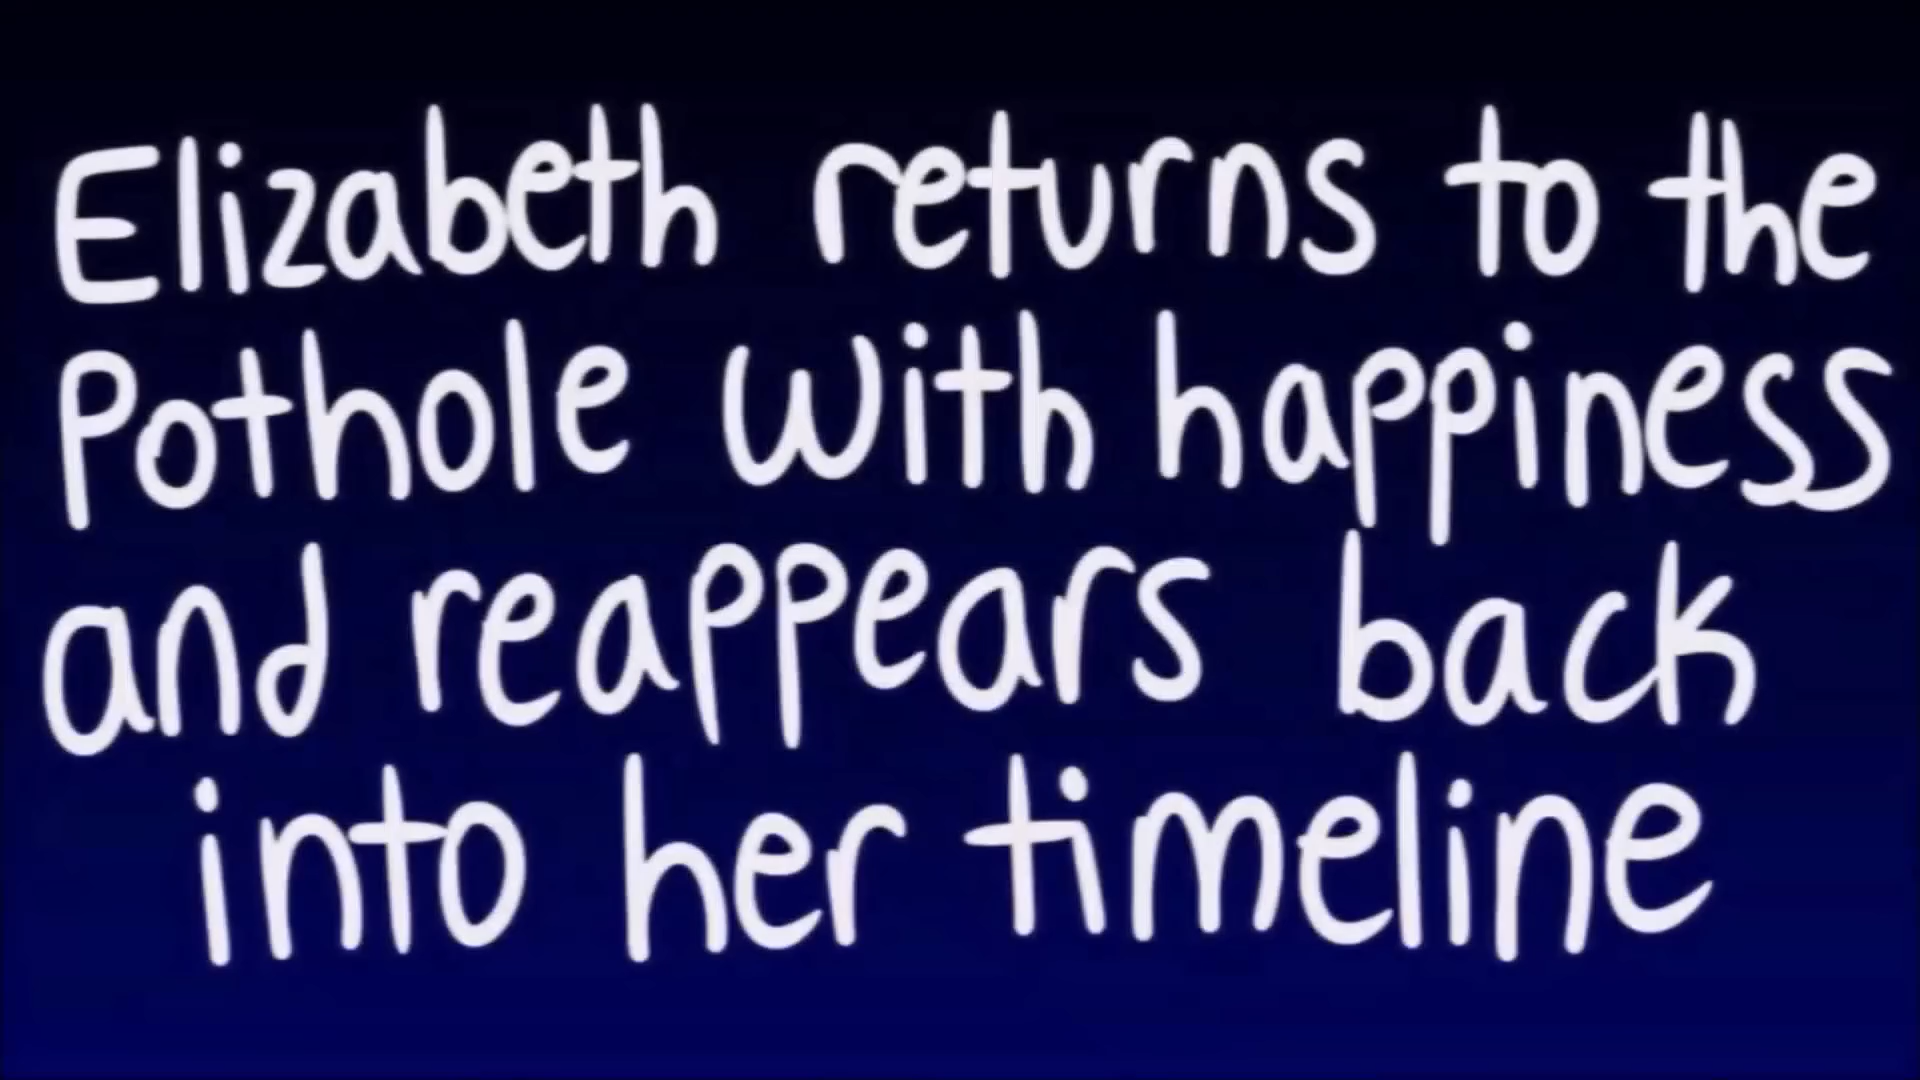 Elizabeth returns to the
Pothole with happiness
and reappears back
into her timeline